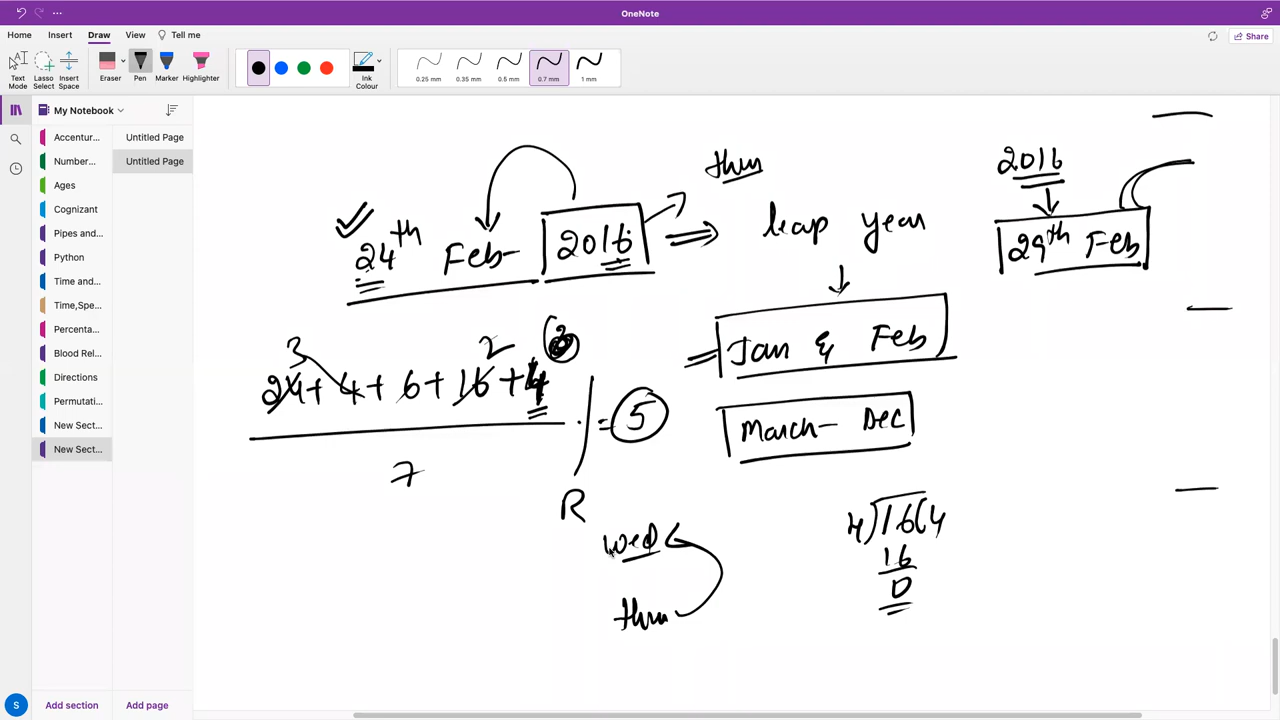 OneNote
Home Insert Draw View Tell me
Share
Text Mode
Lasso Select
Insert Space
Eraser
Pen
Marker
Highlighter
Ink Colour
0.25 mm
0.35 mm
0.5 mm
0.7 mm
1 mm
My Notebook
Accentur...
Number...
Ages
Cognizant
Pipes and...
Python
Time and...
Time,Spe...
Percenta...
Blood Rel...
Directions
Permutati...
New Sect...
New Sect...
Untitled Page
Untitled Page
S
Add section
Add page
thu
2016
24th Feb- 2016
leap year
29th Feb
3 2
24+ 4+ 6+ 16 +4
= 5
7
R
Jan & Feb
March- Dec
wed
thu
4)16(4
16
0